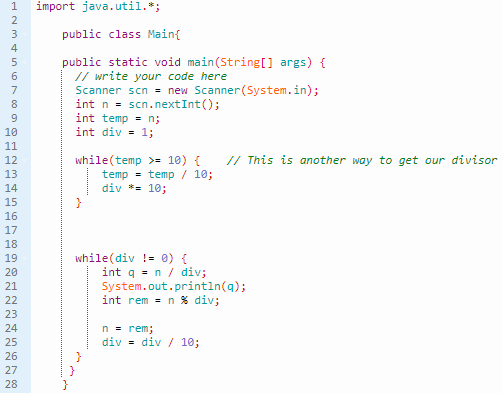 1 import java.util.*;
2
3 public class Main{
4
5 public static void main(String[] args) {
6 // write your code here
7 Scanner scn = new Scanner(System.in);
8 int n = scn.nextInt();
9 int temp = n;
10 int div = 1;
11
12 while(temp >= 10) { // This is another way to get our divisor
13 temp = temp / 10;
14 div *= 10;
15 }
16
17
18
19 while(div != 0) {
20 int q = n / div;
21 System.out.println(q);
22 int rem = n % div;
23
24 n = rem;
25 div = div / 10;
26 }
27 }
28 }